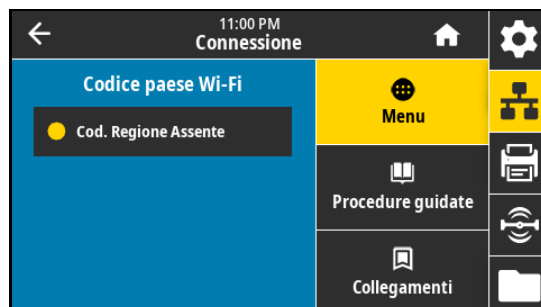 11:00 PM
Connessione
Codice paese Wi-Fi
Cod. Regione Assente
Menu
Procedure guidate
Collegamenti